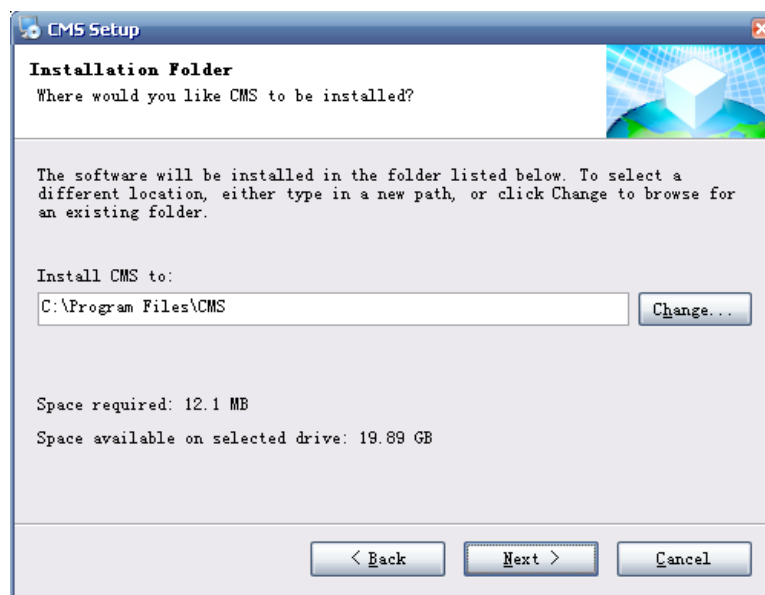 CMS Setup
Installation Folder
Where would you like CMS to be installed?
The software will be installed in the folder listed below. To select a
different location, either type in a new path, or click Change to browse for
an existing folder.
Install CMS to:
C:\Program Files\CMS
Change...
Space required: 12.1 MB
Space available on selected drive: 19.89 GB
< Back
Next >
Cancel